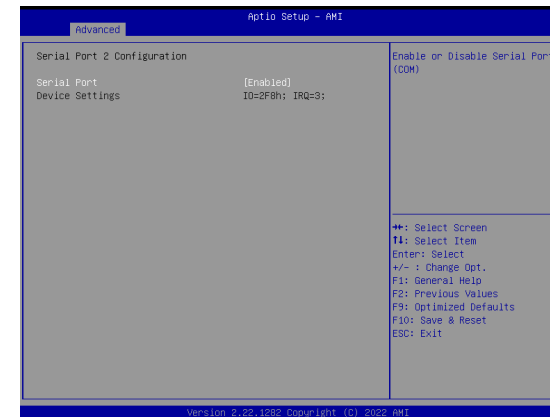 Aptio Setup - AMI
Advanced
Serial Port 2 Configuration
Serial Port [Enabled]
Device Settings IO=2F8h; IRQ=3;
Enable or Disable Serial Port
(COM)
→←: Select Screen
↑↓: Select Item
Enter: Select
+/- : Change Opt.
F1: General Help
F2: Previous Values
F9: Optimized Defaults
F10: Save & Reset
ESC: Exit
Version 2.22.1282 Copyright (C) 2022 AMI